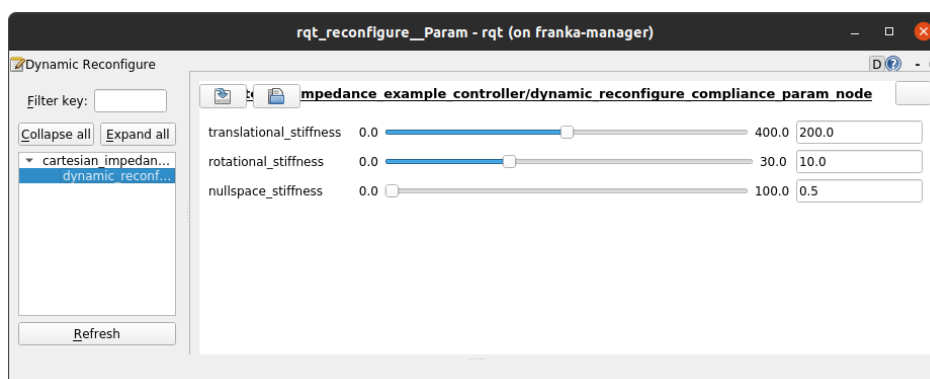 rqt_reconfigure__Param - rqt (on franka-manager)
Dynamic Reconfigure
D
Filter key:
Collapse all Expand all
cartesian_impedan...
dynamic_reconf...
Refresh
mpedance_example_controller/dynamic_reconfigure_compliance_param_node
translational_stiffness 0.0 400.0 200.0
rotational_stiffness 0.0 30.0 10.0
nullspace_stiffness 0.0 100.0 0.5